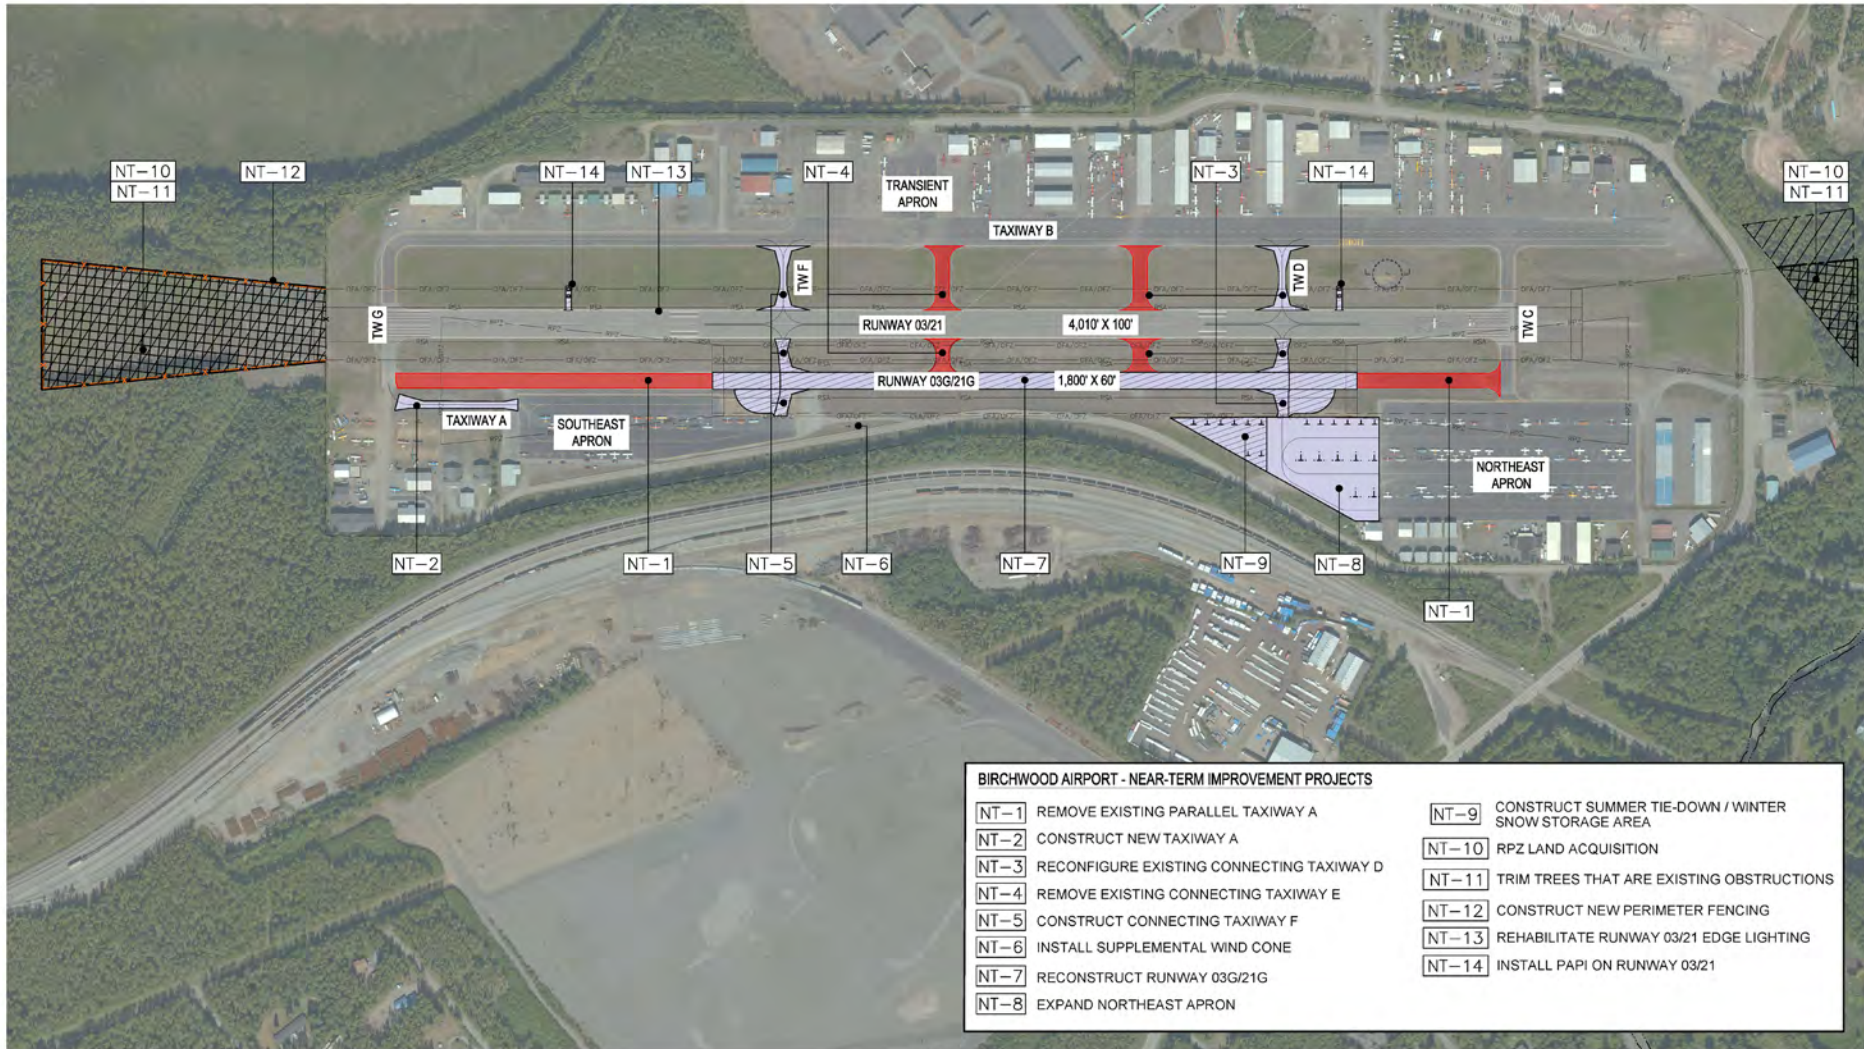 NT-10
NT-11
NT-12
NT-14
NT-13
NT-4
NT-3
NT-14
NT-10
NT-11
TRANSIENT
APRON
TAXIWAY B
TW F
TW D
TW G
RUNWAY 03/21
4,010' X 100'
TW C
RUNWAY 03G/21G
1,800' X 60'
TAXIWAY A
SOUTHEAST
APRON
NORTHEAST
APRON
OFA/OFZ
RSA
RPZ
NT-2
NT-1
NT-5
NT-6
NT-7
NT-9
NT-8
NT-1
BIRCHWOOD AIRPORT - NEAR-TERM IMPROVEMENT PROJECTS
NT-1 REMOVE EXISTING PARALLEL TAXIWAY A
NT-2 CONSTRUCT NEW TAXIWAY A
NT-3 RECONFIGURE EXISTING CONNECTING TAXIWAY D
NT-4 REMOVE EXISTING CONNECTING TAXIWAY E
NT-5 CONSTRUCT CONNECTING TAXIWAY F
NT-6 INSTALL SUPPLEMENTAL WIND CONE
NT-7 RECONSTRUCT RUNWAY 03G/21G
NT-8 EXPAND NORTHEAST APRON
NT-9 CONSTRUCT SUMMER TIE-DOWN / WINTER
SNOW STORAGE AREA
NT-10 RPZ LAND ACQUISITION
NT-11 TRIM TREES THAT ARE EXISTING OBSTRUCTIONS
NT-12 CONSTRUCT NEW PERIMETER FENCING
NT-13 REHABILITATE RUNWAY 03/21 EDGE LIGHTING
NT-14 INSTALL PAPI ON RUNWAY 03/21